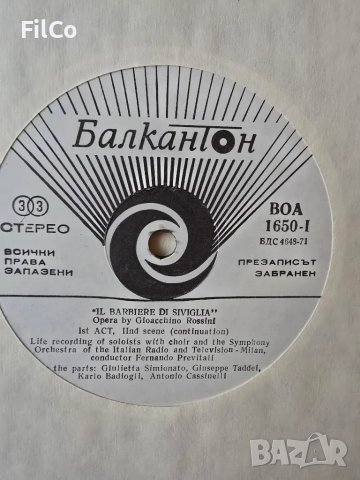 FilCo
Балкантон
33
СТЕРЕО
ВСИЧКИ
ПРАВА
ЗАПАЗЕНИ
ВОА
1650-I
БДС 4649-71
ПРЕЗАПИСЪТ
ЗАБРАНЕН
"IL BARBIERE DI SIVIGLIA"
Opera by Gioacchino Rossini
Ist ACT, IInd scene (continuation)
Life recording of soloists with choir and the Symphony
Orchestra of the Italian Radio and Television - Milan,
conductor Fernando Previtali
the parts: Giulietta Simionato, Giuseppe Taddei,
Karlo Badiogli, Antonio Cassinelli
BAZAR